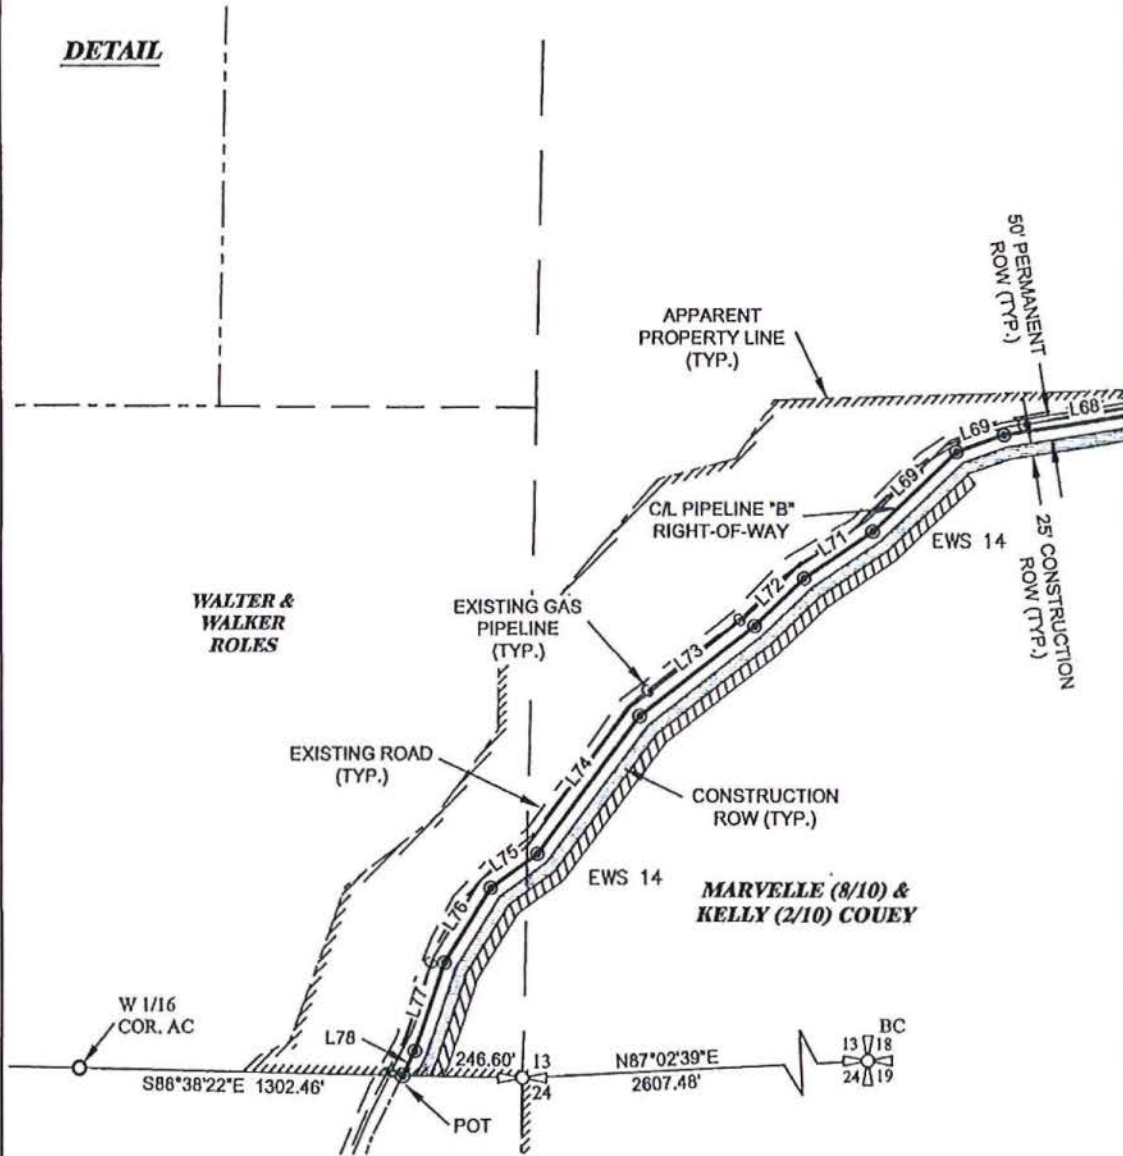 DETAIL
50' PERMANENT
ROW (TYP.)
APPARENT
PROPERTY LINE
(TYP.)
L68
L69
L69
C/L PIPELINE "B"
RIGHT-OF-WAY
L71
EWS 14
25' CONSTRUCTION
ROW (TYP.)
L72
WALTER &
WALKER
ROLES
EXISTING GAS
PIPELINE
(TYP.)
L73
EXISTING ROAD
(TYP.)
L74
CONSTRUCTION
ROW (TYP.)
L75
EWS 14
MARVELLE (8/10) &
KELLY (2/10) COUEY
L76
W 1/16
COR. AC
L77
L78
246.60'
13
24
N87°02'39"E
2607.48'
BC
13 18
24 19
S86°38'22"E 1302.46'
POT